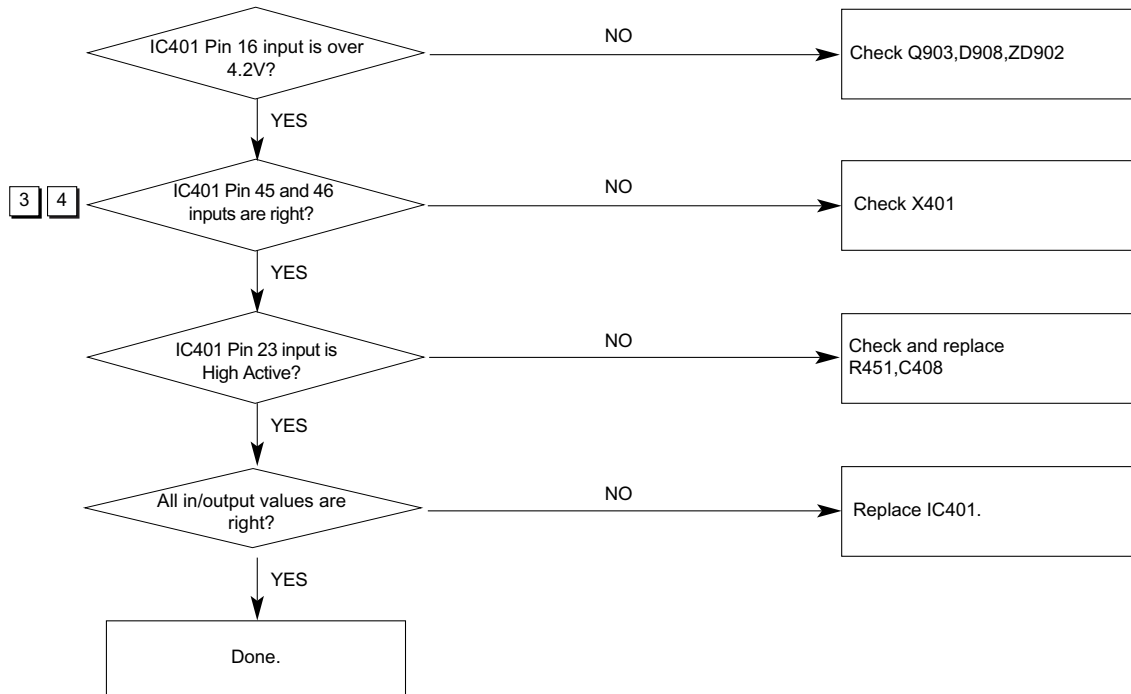 IC401 Pin 16 input is over
4.2V?
NO
Check Q903,D908,ZD902
YES
3 4
IC401 Pin 45 and 46
inputs are right?
NO
Check X401
YES
IC401 Pin 23 input is
High Active?
NO
Check and replace
R451,C408
YES
All in/output values are
right?
NO
Replace IC401.
YES
Done.